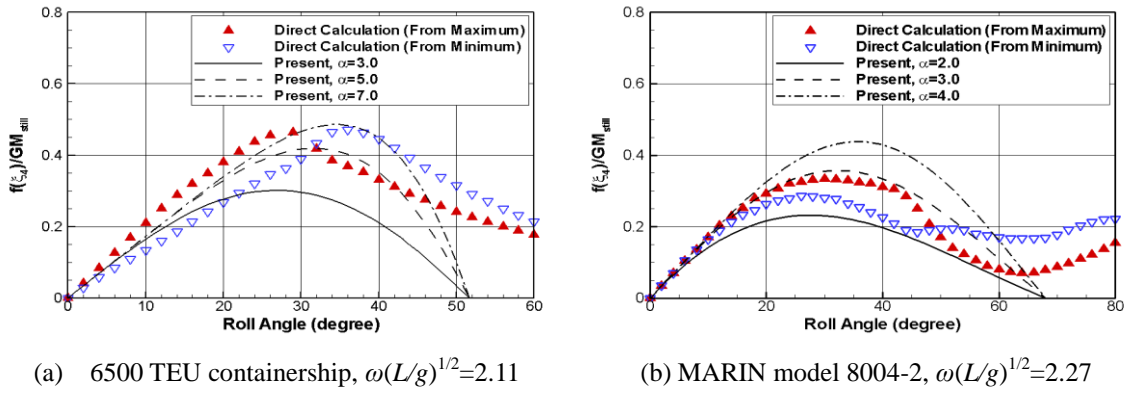 0.8
0.6
0.4
0.2
0
f(ξ4)/GMstill
Direct Calculation (From Maximum)
Direct Calculation (From Minimum)
Present, α=3.0
Present, α=5.0
Present, α=7.0
0 10 20 30 40 50 60
Roll Angle (degree)
(a) 6500 TEU containership, ω(L/g)^1/2=2.11
0.8
0.6
0.4
0.2
0
f(ξ4)/GMstill
Direct Calculation (From Maximum)
Direct Calculation (From Minimum)
Present, α=2.0
Present, α=3.0
Present, α=4.0
0 20 40 60 80
Roll Angle (degree)
(b) MARIN model 8004-2, ω(L/g)^1/2=2.27